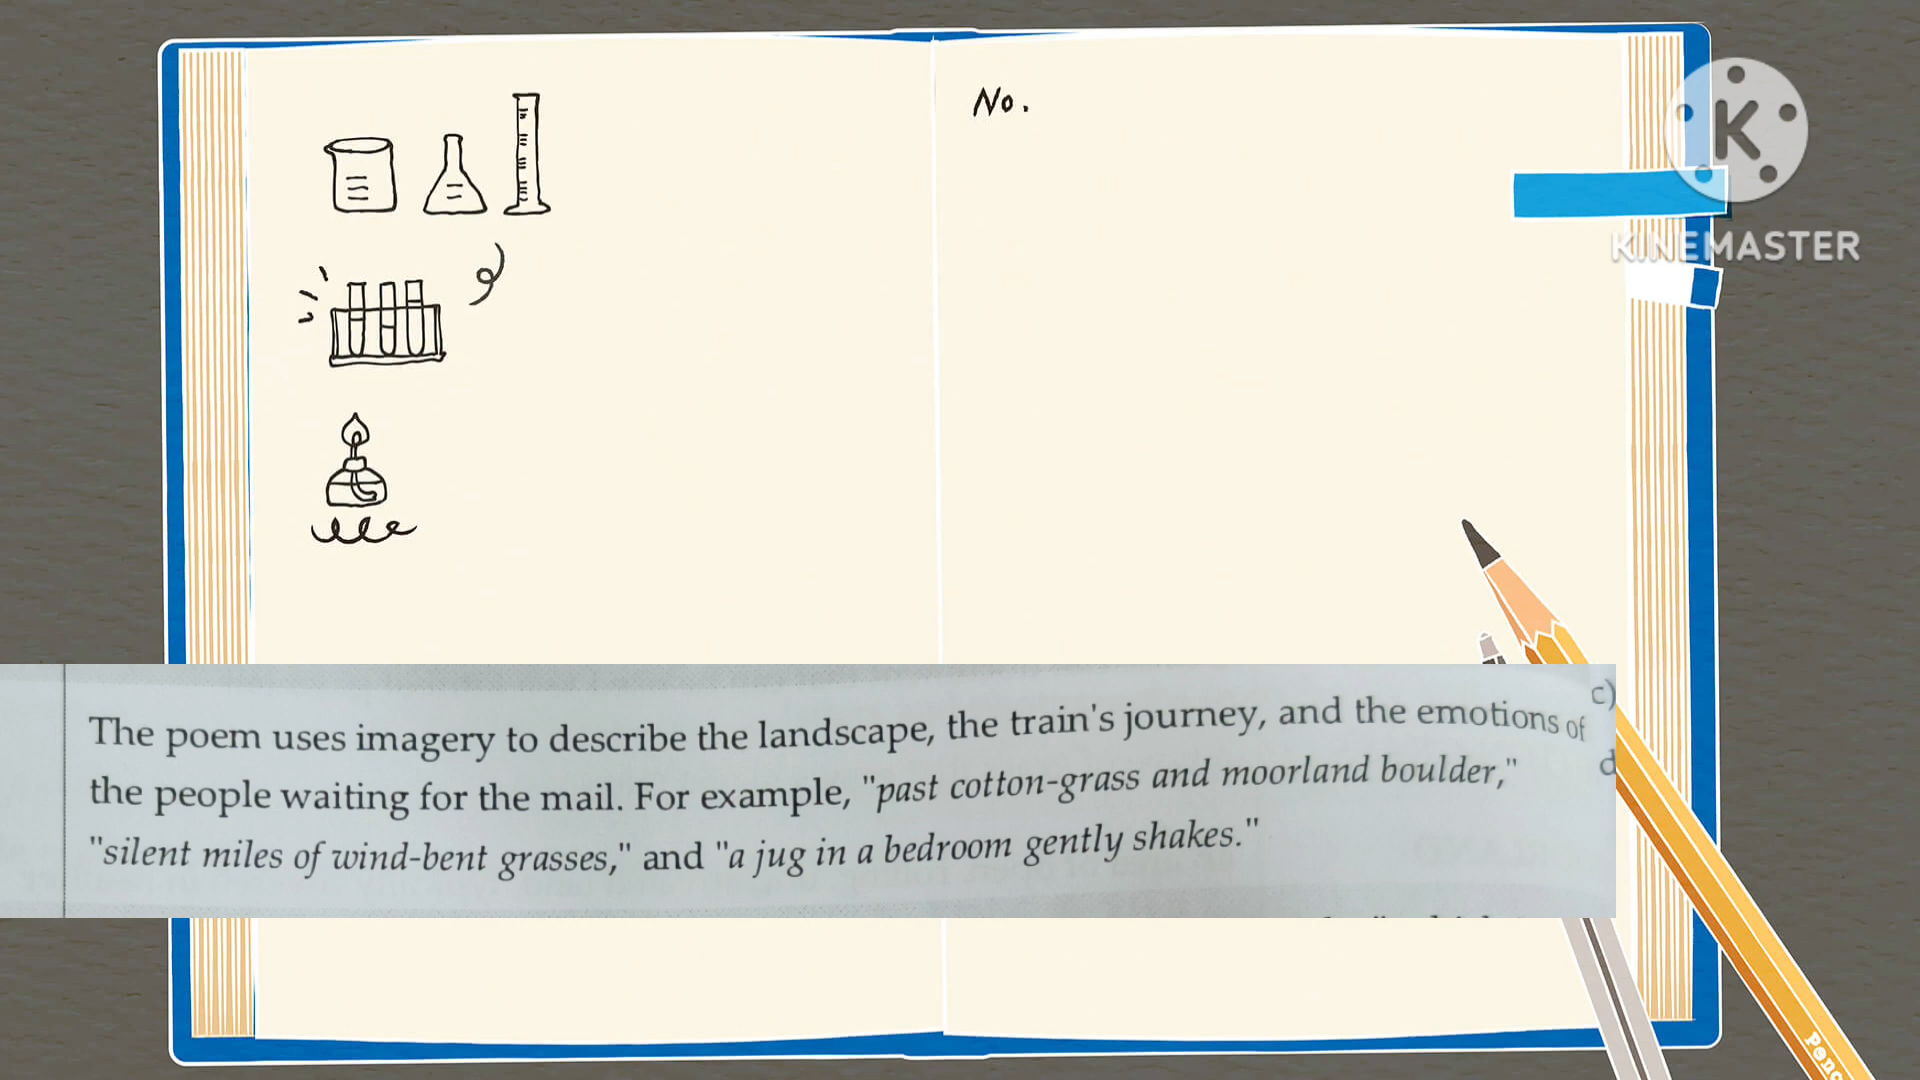 No.
KINEMASTER
The poem uses imagery to describe the landscape, the train's journey, and the emotions of
the people waiting for the mail. For example, "past cotton-grass and moorland boulder,"
"silent miles of wind-bent grasses," and "a jug in a bedroom gently shakes."
c)
d